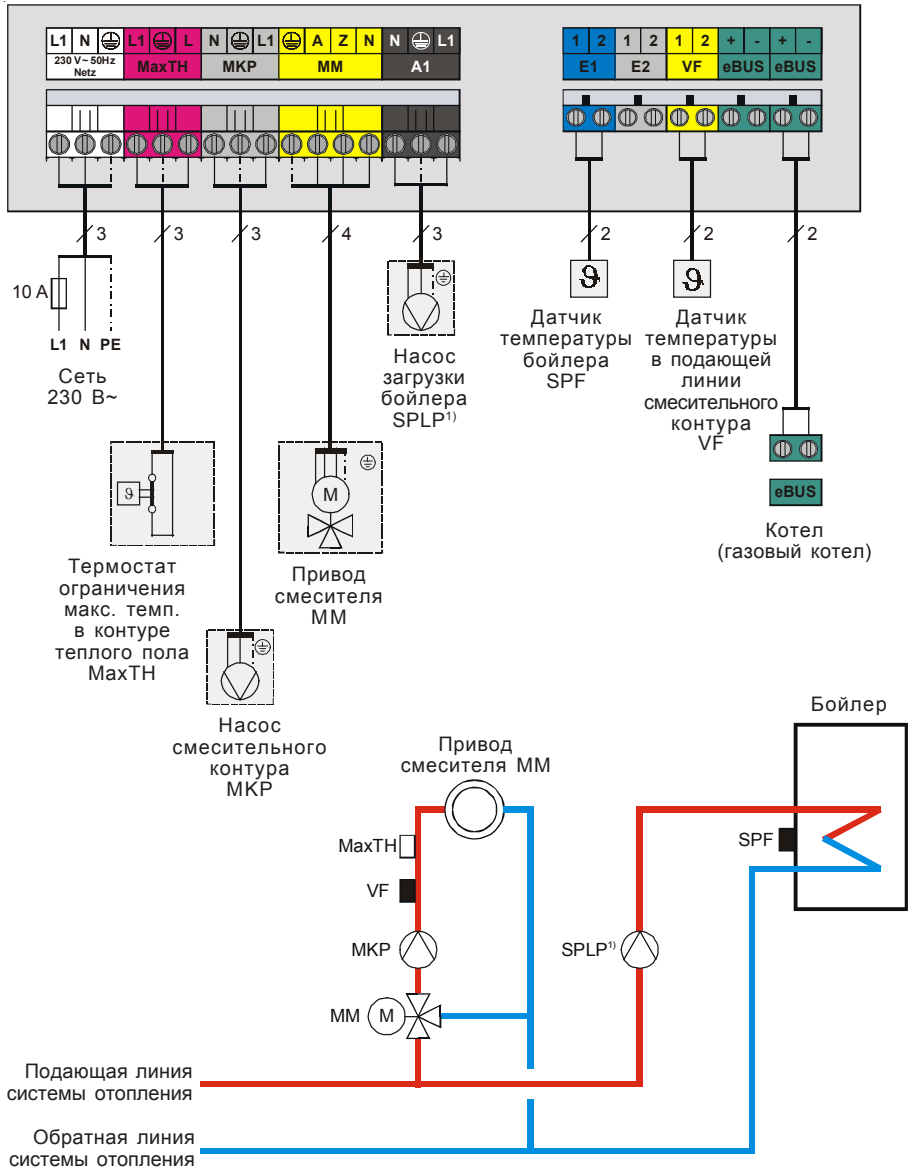 L1 N L1 L N L1 A Z N N L1
230 V~ 50Hz
Netz
MaxTH
MKP
MM
A1
1 2 1 2 1 2 + - + -
E1
E2
VF
eBUS
eBUS
3
3
3
4
3
2
2
2
10 A
L1 N PE
Сеть
230 В~
ϑ
Термостат
ограничения
макс. темп.
в контуре
теплого пола
MaxTH
Насос
смесительного
контура
MKP
M
Привод
смесителя
ММ
Насос
загрузки
бойлера
SPLP1)
ϑ
Датчик
температуры
бойлера
SPF
ϑ
Датчик
температуры
в подающей
линии
смесительного
контура
VF
eBUS
Котел
(газовый котел)
Бойлер
Привод
смесителя ММ
MaxTH
VF
MKP
MM
M
SPLP1)
SPF
Подающая линия
системы отопления
Обратная линия
системы отопления